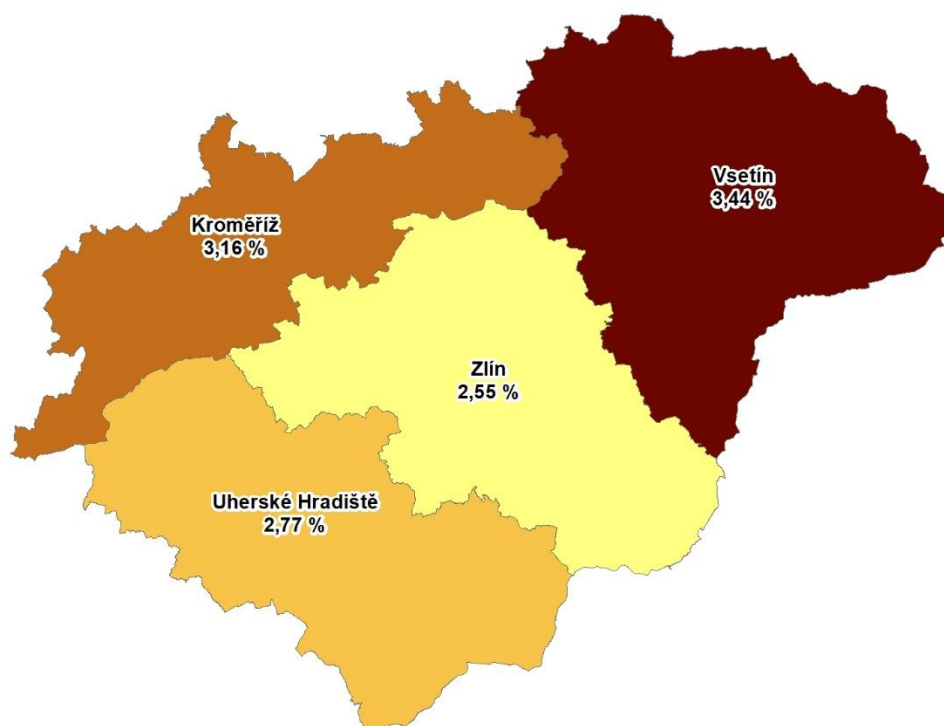 Vsetín
3,44 %
Kroměříž
3,16 %
Zlín
2,55 %
Uherské Hradiště
2,77 %